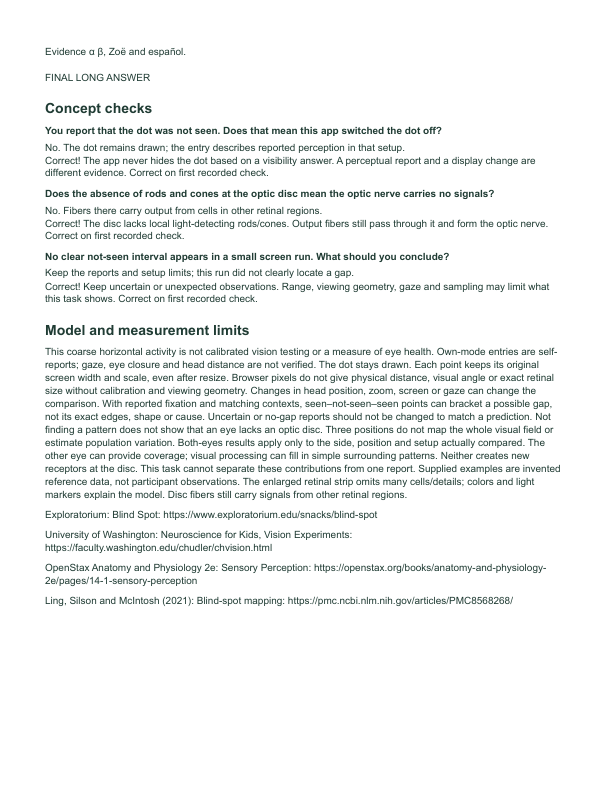 Evidence α β, Zoë and español.
FINAL LONG ANSWER
Concept checks
You report that the dot was not seen. Does that mean this app switched the dot off?
No. The dot remains drawn; the entry describes reported perception in that setup.
Correct! The app never hides the dot based on a visibility answer. A perceptual report and a display change are
different evidence. Correct on first recorded check.
Does the absence of rods and cones at the optic disc mean the optic nerve carries no signals?
No. Fibers there carry output from cells in other retinal regions.
Correct! The disc lacks local light-detecting rods/cones. Output fibers still pass through it and form the optic nerve.
Correct on first recorded check.
No clear not-seen interval appears in a small screen run. What should you conclude?
Keep the reports and setup limits; this run did not clearly locate a gap.
Correct! Keep uncertain or unexpected observations. Range, viewing geometry, gaze and sampling may limit what
this task shows. Correct on first recorded check.
Model and measurement limits
This coarse horizontal activity is not calibrated vision testing or a measure of eye health. Own-mode entries are self-
reports; gaze, eye closure and head distance are not verified. The dot stays drawn. Each point keeps its original
screen width and scale, even after resize. Browser pixels do not give physical distance, visual angle or exact retinal
size without calibration and viewing geometry. Changes in head position, zoom, screen or gaze can change the
comparison. With reported fixation and matching contexts, seen–not-seen–seen points can bracket a possible gap,
not its exact edges, shape or cause. Uncertain or no-gap reports should not be changed to match a prediction. Not
finding a pattern does not show that an eye lacks an optic disc. Three positions do not map the whole visual field or
estimate population variation. Both-eyes results apply only to the side, position and setup actually compared. The
other eye can provide coverage; visual processing can fill in simple surrounding patterns. Neither creates new
receptors at the disc. This task cannot separate these contributions from one report. Supplied examples are invented
reference data, not participant observations. The enlarged retinal strip omits many cells/details; colors and light
markers explain the model. Disc fibers still carry signals from other retinal regions.
Exploratorium: Blind Spot: https://www.exploratorium.edu/snacks/blind-spot
University of Washington: Neuroscience for Kids, Vision Experiments:
https://faculty.washington.edu/chudler/chvision.html
OpenStax Anatomy and Physiology 2e: Sensory Perception: https://openstax.org/books/anatomy-and-physiology-
2e/pages/14-1-sensory-perception
Ling, Silson and McIntosh (2021): Blind-spot mapping: https://pmc.ncbi.nlm.nih.gov/articles/PMC8568268/